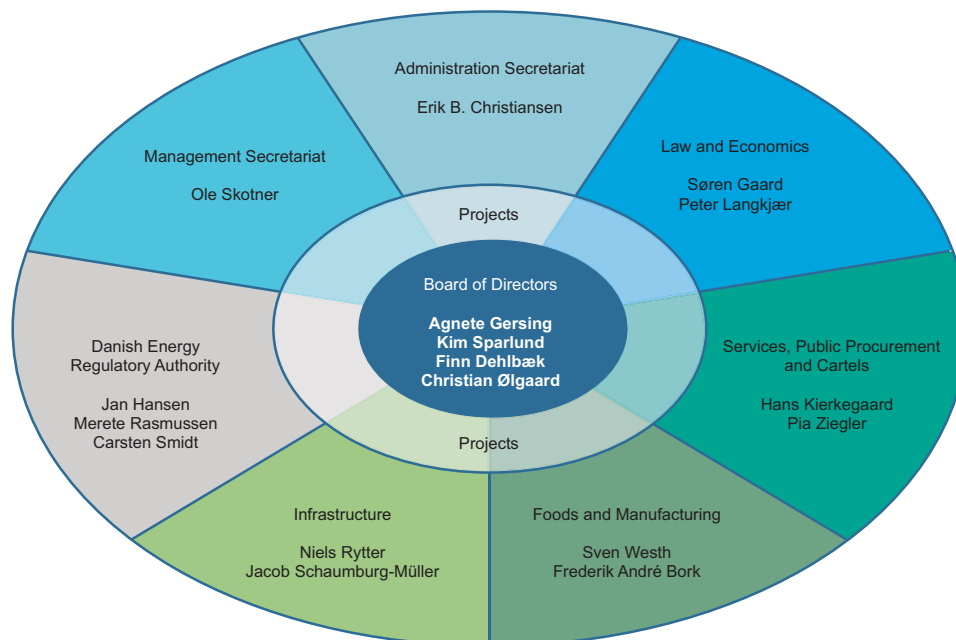 Administration Secretariat
Erik B. Christiansen
Management Secretariat
Ole Skotner
Law and Economics
Søren Gaard
Peter Langkjær
Projects
Board of Directors
Agnete Gersing
Kim Sparlund
Finn Dehlbæk
Christian Ølgaard
Danish Energy
Regulatory Authority
Jan Hansen
Merete Rasmussen
Carsten Smidt
Services, Public Procurement
and Cartels
Hans Kierkegaard
Pia Ziegler
Projects
Infrastructure
Niels Rytter
Jacob Schaumburg-Müller
Foods and Manufacturing
Sven Westh
Frederik André Bork